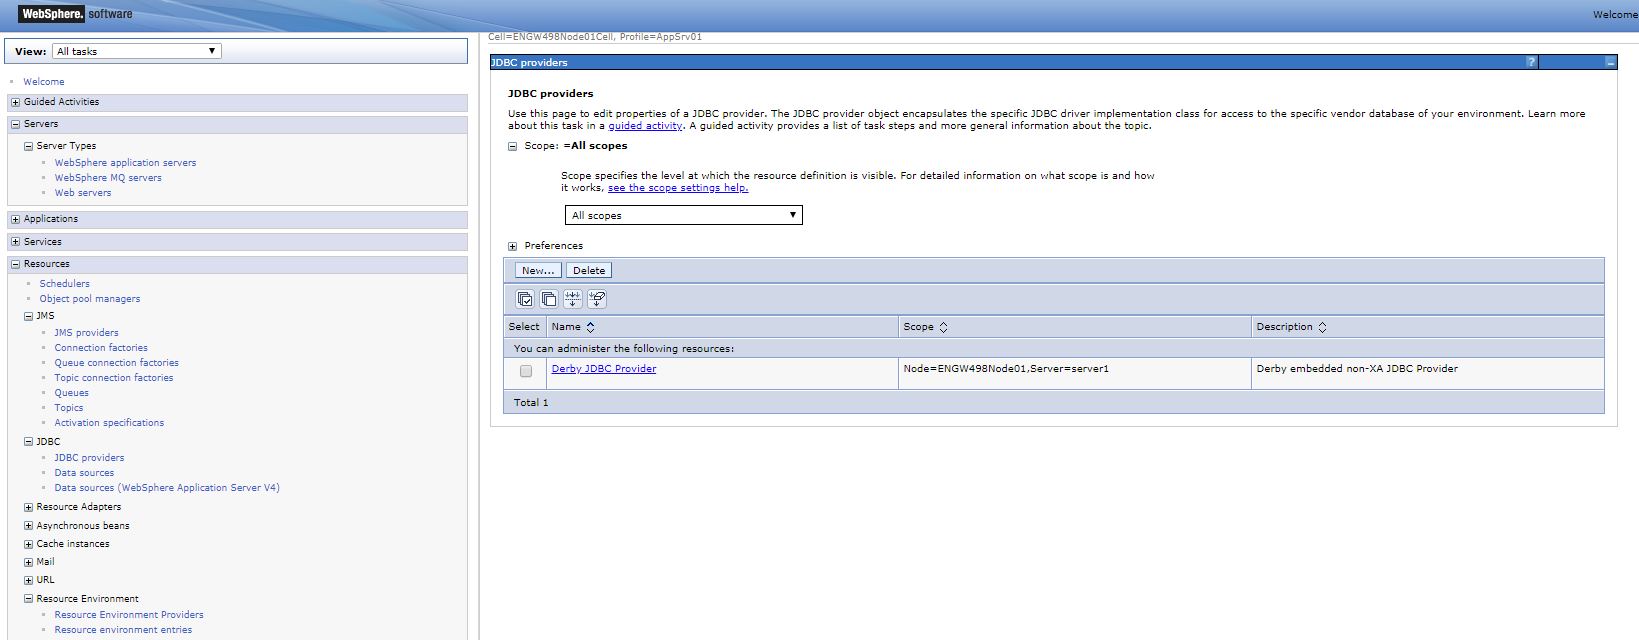 WebSphere. software
Welcome
View: All tasks
Welcome
Guided Activities
Servers
Server Types
WebSphere application servers
WebSphere MQ servers
Web servers
Applications
Services
Resources
Schedulers
Object pool managers
JMS
JMS providers
Connection factories
Queue connection factories
Topic connection factories
Queues
Topics
Activation specifications
JDBC
JDBC providers
Data sources
Data sources (WebSphere Application Server V4)
Resource Adapters
Asynchronous beans
Cache instances
Mail
URL
Resource Environment
Resource Environment Providers
Resource environment entries
Cell=ENGW498Node01Cell, Profile=AppSrv01
JDBC providers ?
JDBC providers
Use this page to edit properties of a JDBC provider. The JDBC provider object encapsulates the specific JDBC driver implementation class for access to the specific vendor database of your environment. Learn more
about this task in a guided activity. A guided activity provides a list of task steps and more general information about the topic.
Scope: =All scopes
Scope specifies the level at which the resource definition is visible. For detailed information on what scope is and how
it works, see the scope settings help.
All scopes
Preferences
New... Delete
Select Name Scope Description
You can administer the following resources:
Derby JDBC Provider Node=ENGW498Node01,Server=server1 Derby embedded non-XA JDBC Provider
Total 1